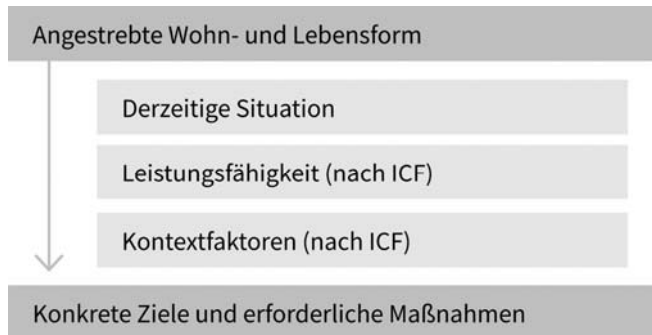 Angestrebte Wohn- und Lebensform
Derzeitige Situation
Leistungsfähigkeit (nach ICF)
Kontextfaktoren (nach ICF)
Konkrete Ziele und erforderliche Maßnahmen